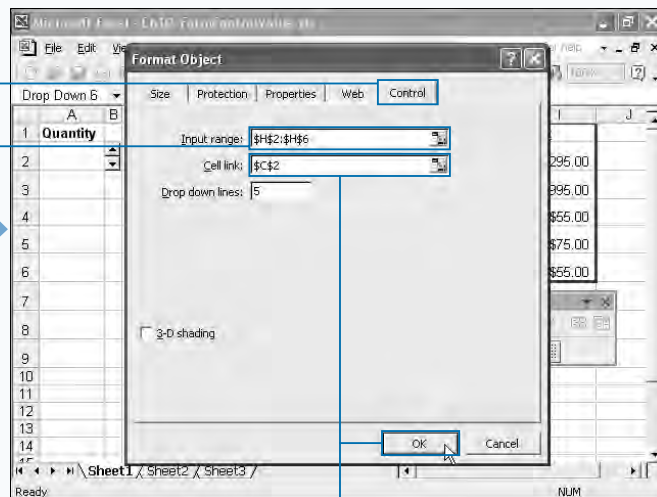 Microsoft Excel
File Edit
Format Object
Drop Down 6
Size Protection Properties Web Control
A B I J
1 Quantity
Input range: $H$2:$H$6
2 295.00
Cell link: $C$2
3 995.00
Drop down lines: 5
4 $55.00
5 $75.00
6 $55.00
7
8
3-D shading
9
10
11
12
13
14
OK Cancel
Sheet1 Sheet2 Sheet3
Ready NUM